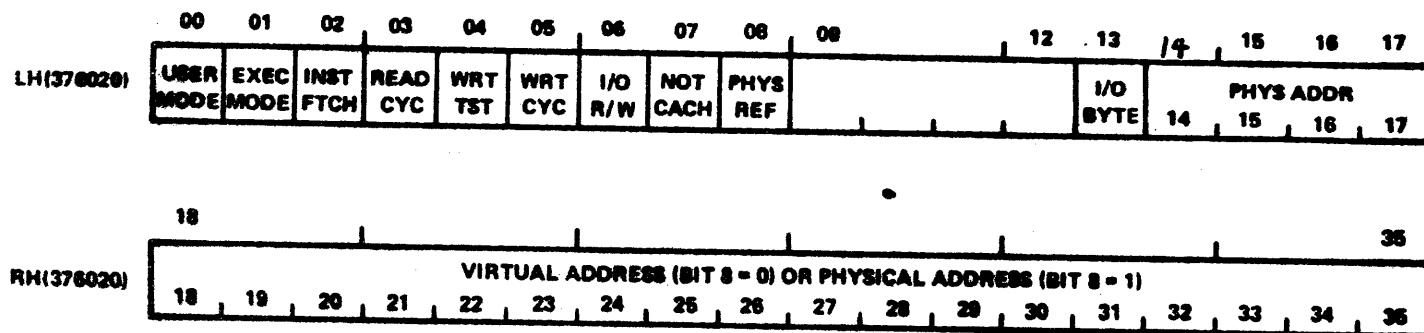 00 01 02 03 04 05 06 07 08 09 12 13 14 15 16 17
LH(376020)
USER MODE EXEC MODE INST FTCH READ CYC WRT TST WRT CYC I/O R/W NOT CACH PHYS REF I/O BYTE PHYS ADDR
14 15 16 17
18 35
RH(376020)
VIRTUAL ADDRESS (BIT 8 = 0) OR PHYSICAL ADDRESS (BIT 8 = 1)
18 19 20 21 22 23 24 25 26 27 28 29 30 31 32 33 34 35